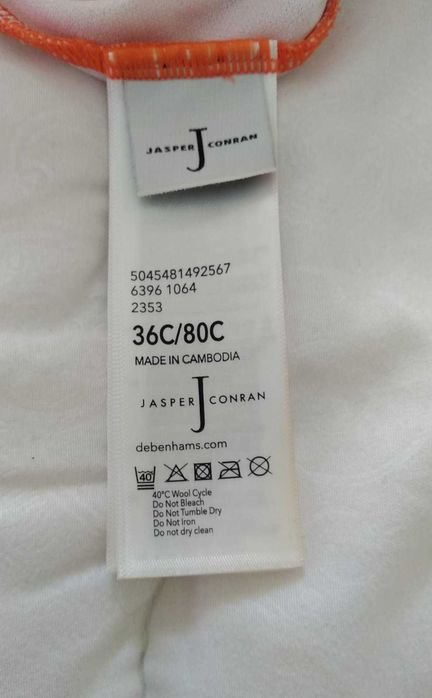 JASPER J CONRAN
5045481492567
6396 1064
2353
36C/80C
MADE IN CAMBODIA
JASPER J CONRAN
debenhams.com
40
40°C Wool Cycle
Do Not Bleach
Do Not Tumble Dry
Do Not Iron
Do not dry clean